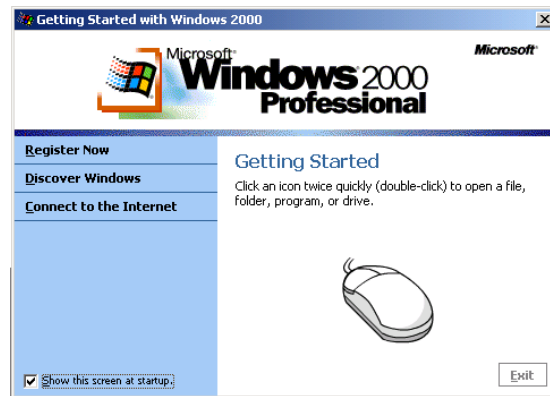 Getting Started with Windows 2000
Microsoft
Windows 2000
Professional
Microsoft
Register Now
Discover Windows
Connect to the Internet
Getting Started
Click an icon twice quickly (double-click) to open a file,
folder, program, or drive.
Show this screen at startup.
Exit